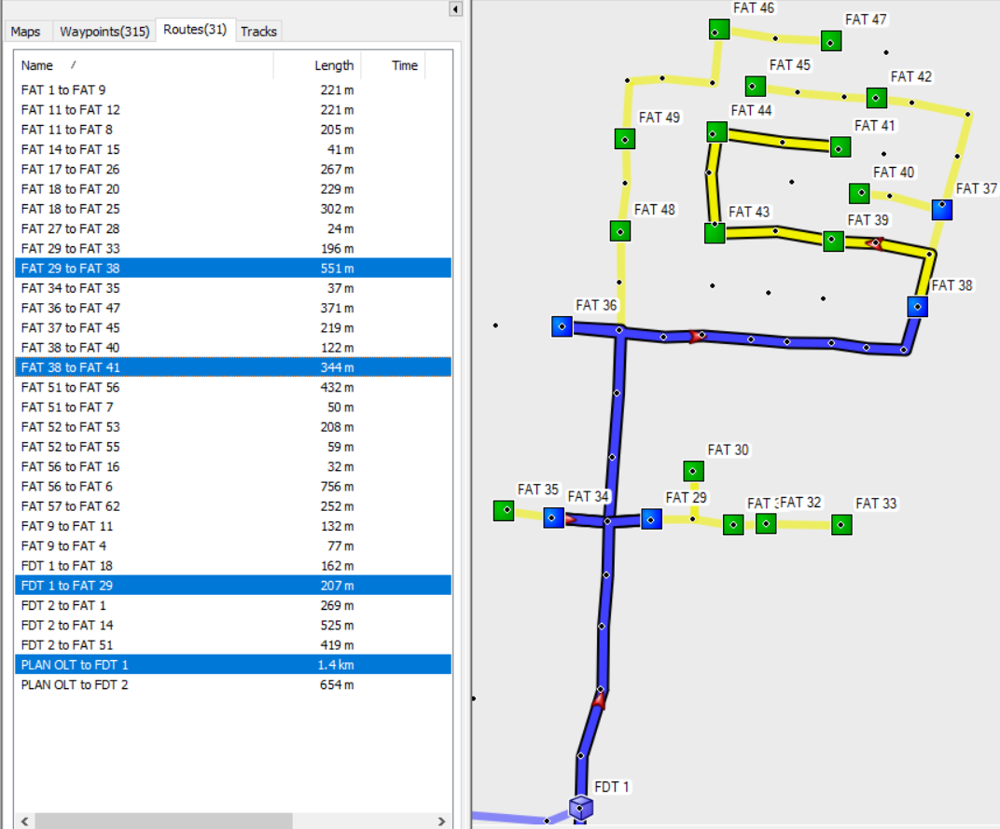 Maps Waypoints(315) Routes(31) Tracks
Name / Length Time
FAT 1 to FAT 9 221 m
FAT 11 to FAT 12 221 m
FAT 11 to FAT 8 205 m
FAT 14 to FAT 15 41 m
FAT 17 to FAT 26 267 m
FAT 18 to FAT 20 229 m
FAT 18 to FAT 25 302 m
FAT 27 to FAT 28 24 m
FAT 29 to FAT 33 196 m
FAT 29 to FAT 38 551 m
FAT 34 to FAT 35 37 m
FAT 36 to FAT 47 371 m
FAT 37 to FAT 45 219 m
FAT 38 to FAT 40 122 m
FAT 38 to FAT 41 344 m
FAT 51 to FAT 56 432 m
FAT 51 to FAT 7 50 m
FAT 52 to FAT 53 208 m
FAT 52 to FAT 55 59 m
FAT 56 to FAT 16 32 m
FAT 56 to FAT 6 756 m
FAT 57 to FAT 62 252 m
FAT 9 to FAT 11 132 m
FAT 9 to FAT 4 77 m
FDT 1 to FAT 18 162 m
FDT 1 to FAT 29 207 m
FDT 2 to FAT 1 269 m
FDT 2 to FAT 14 525 m
FDT 2 to FAT 51 419 m
PLAN OLT to FDT 1 1.4 km
PLAN OLT to FDT 2 654 m
FAT 46
FAT 47
FAT 45
FAT 42
FAT 44
FAT 49
FAT 41
FAT 40
FAT 37
FAT 48
FAT 43
FAT 39
FAT 38
FAT 36
FAT 30
FAT 35
FAT 34
FAT 29
FAT
FAT 32
FAT 33
FDT 1